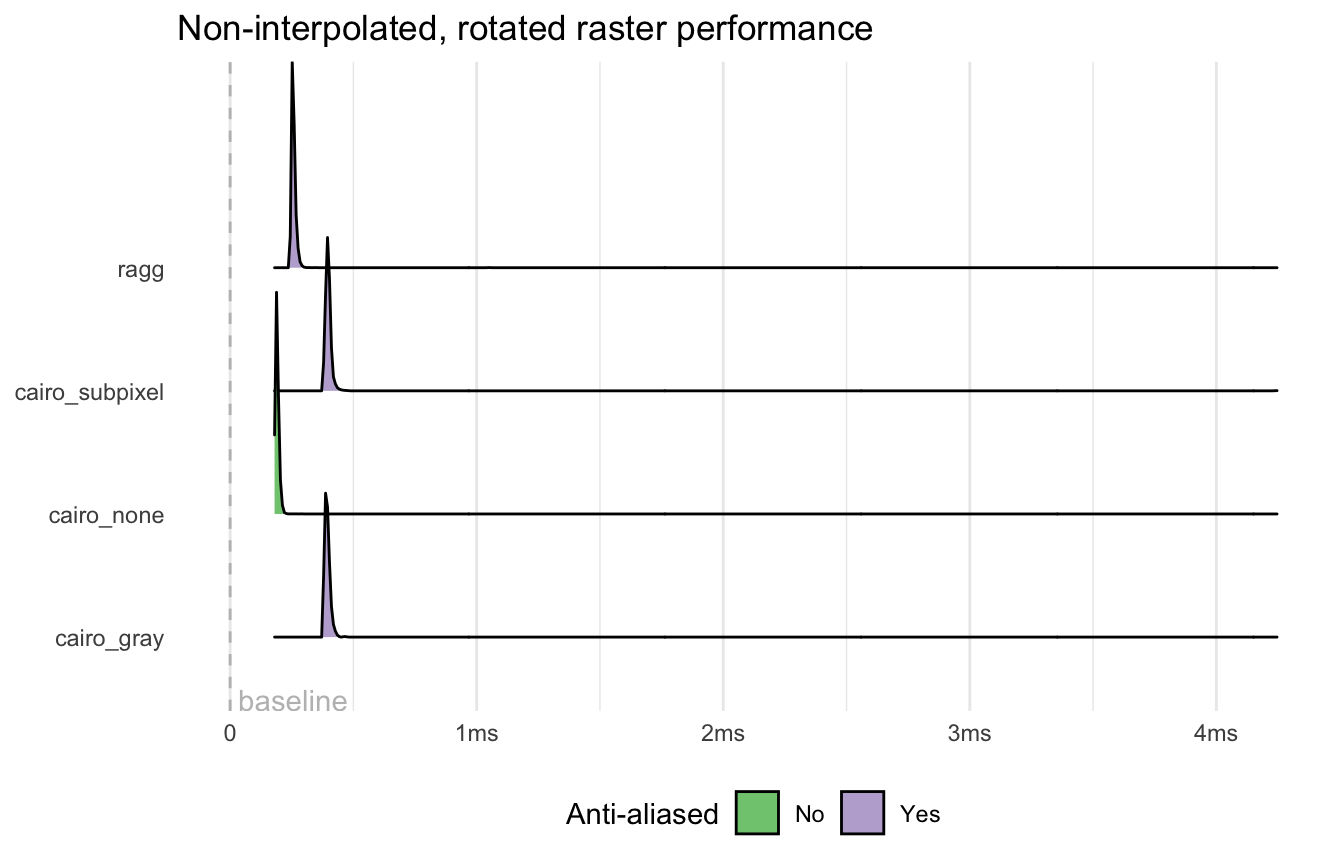 Non-interpolated, rotated raster performance
ragg
cairo_subpixel
cairo_none
cairo_gray
baseline
0 1ms 2ms 3ms 4ms
Anti-aliased No Yes